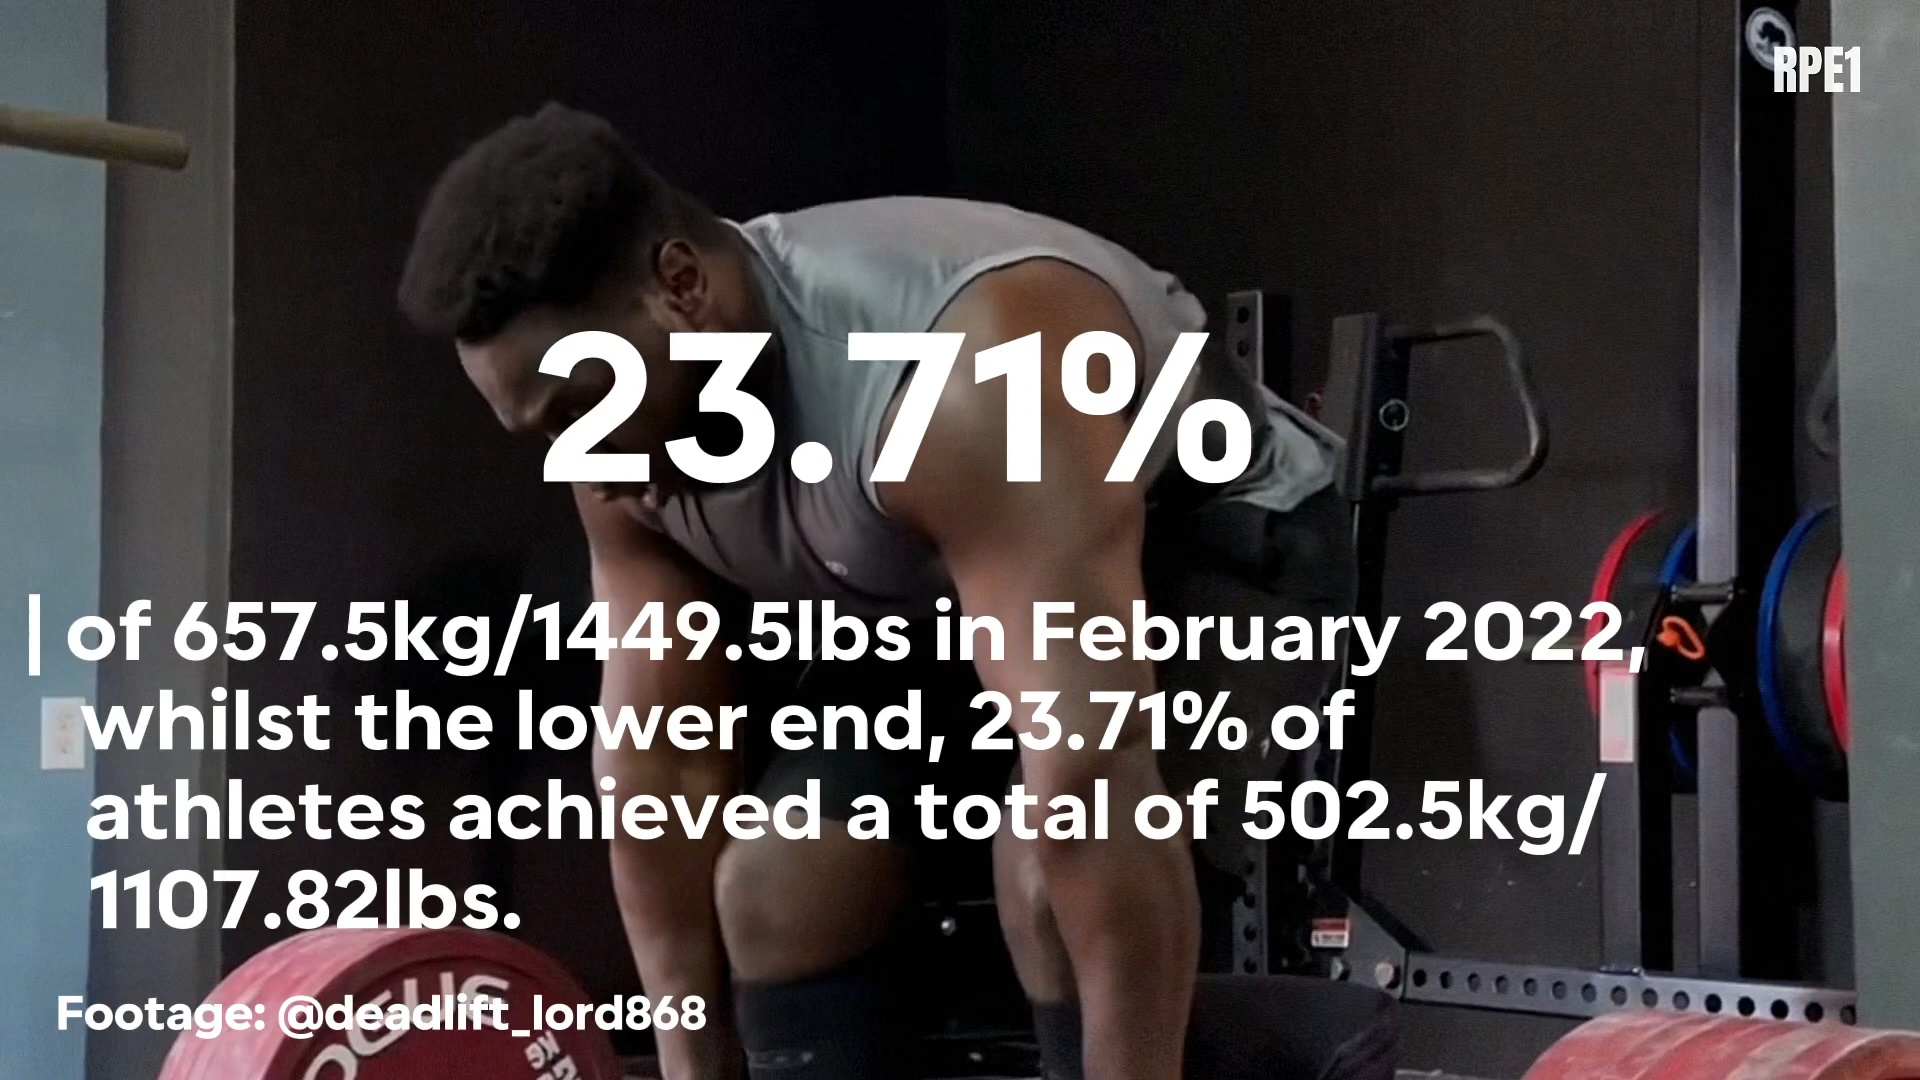 RPE1
23.71%
| of 657.5kg/1449.5lbs in February 2022,
whilst the lower end, 23.71% of
athletes achieved a total of 502.5kg/
1107.82lbs.
Footage: @deadlift_lord868